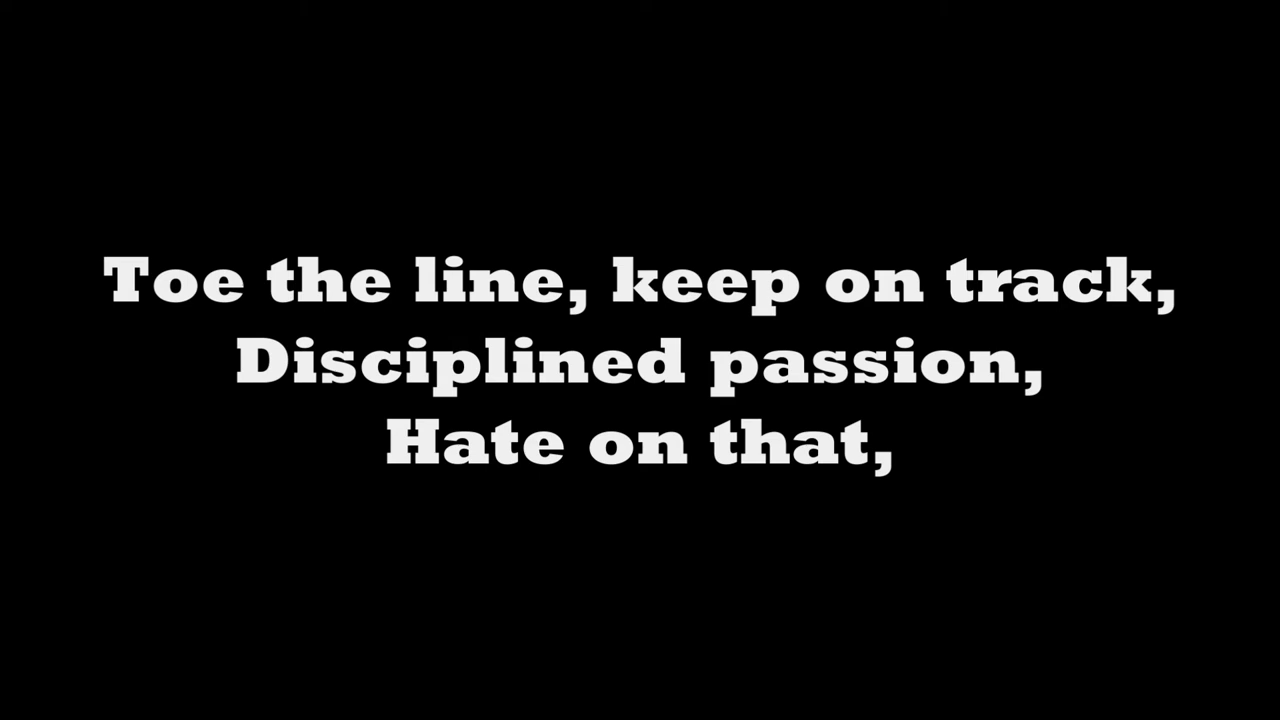 Toe the line, keep on track,
Disciplined passion,
Hate on that,